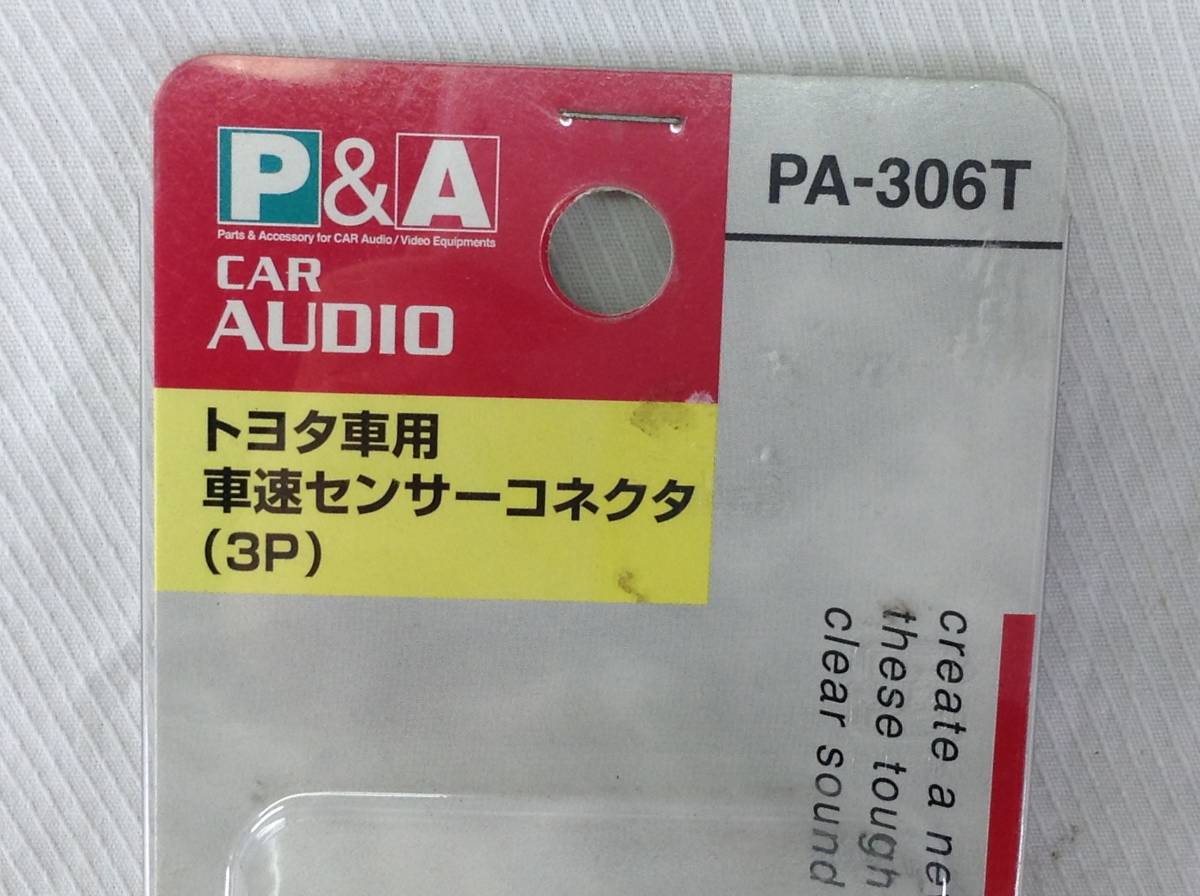 P&A
Parts & Accessory for CAR Audio / Video Equipments
CAR
AUDIO
PA-306T
トヨタ車用
車速センサーコネクタ
(3P)
create a
these tough
clear sound